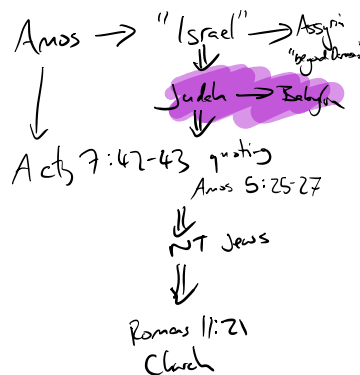 Amos → "Israel" → Assyria
"beyond Damascus"
Judah → Babylon
Acts 7:42-43 quoting
Amos 5:25-27
NT Jews
Romans 11:21
Church